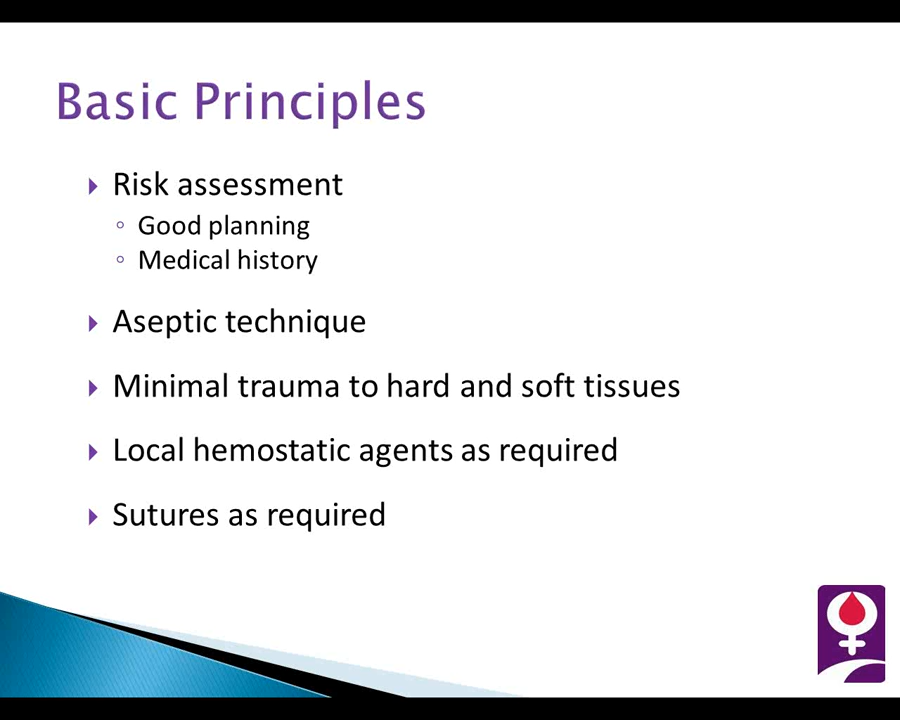 Basic Principles
Risk assessment
Good planning
Medical history
Aseptic technique
Minimal trauma to hard and soft tissues
Local hemostatic agents as required
Sutures as required